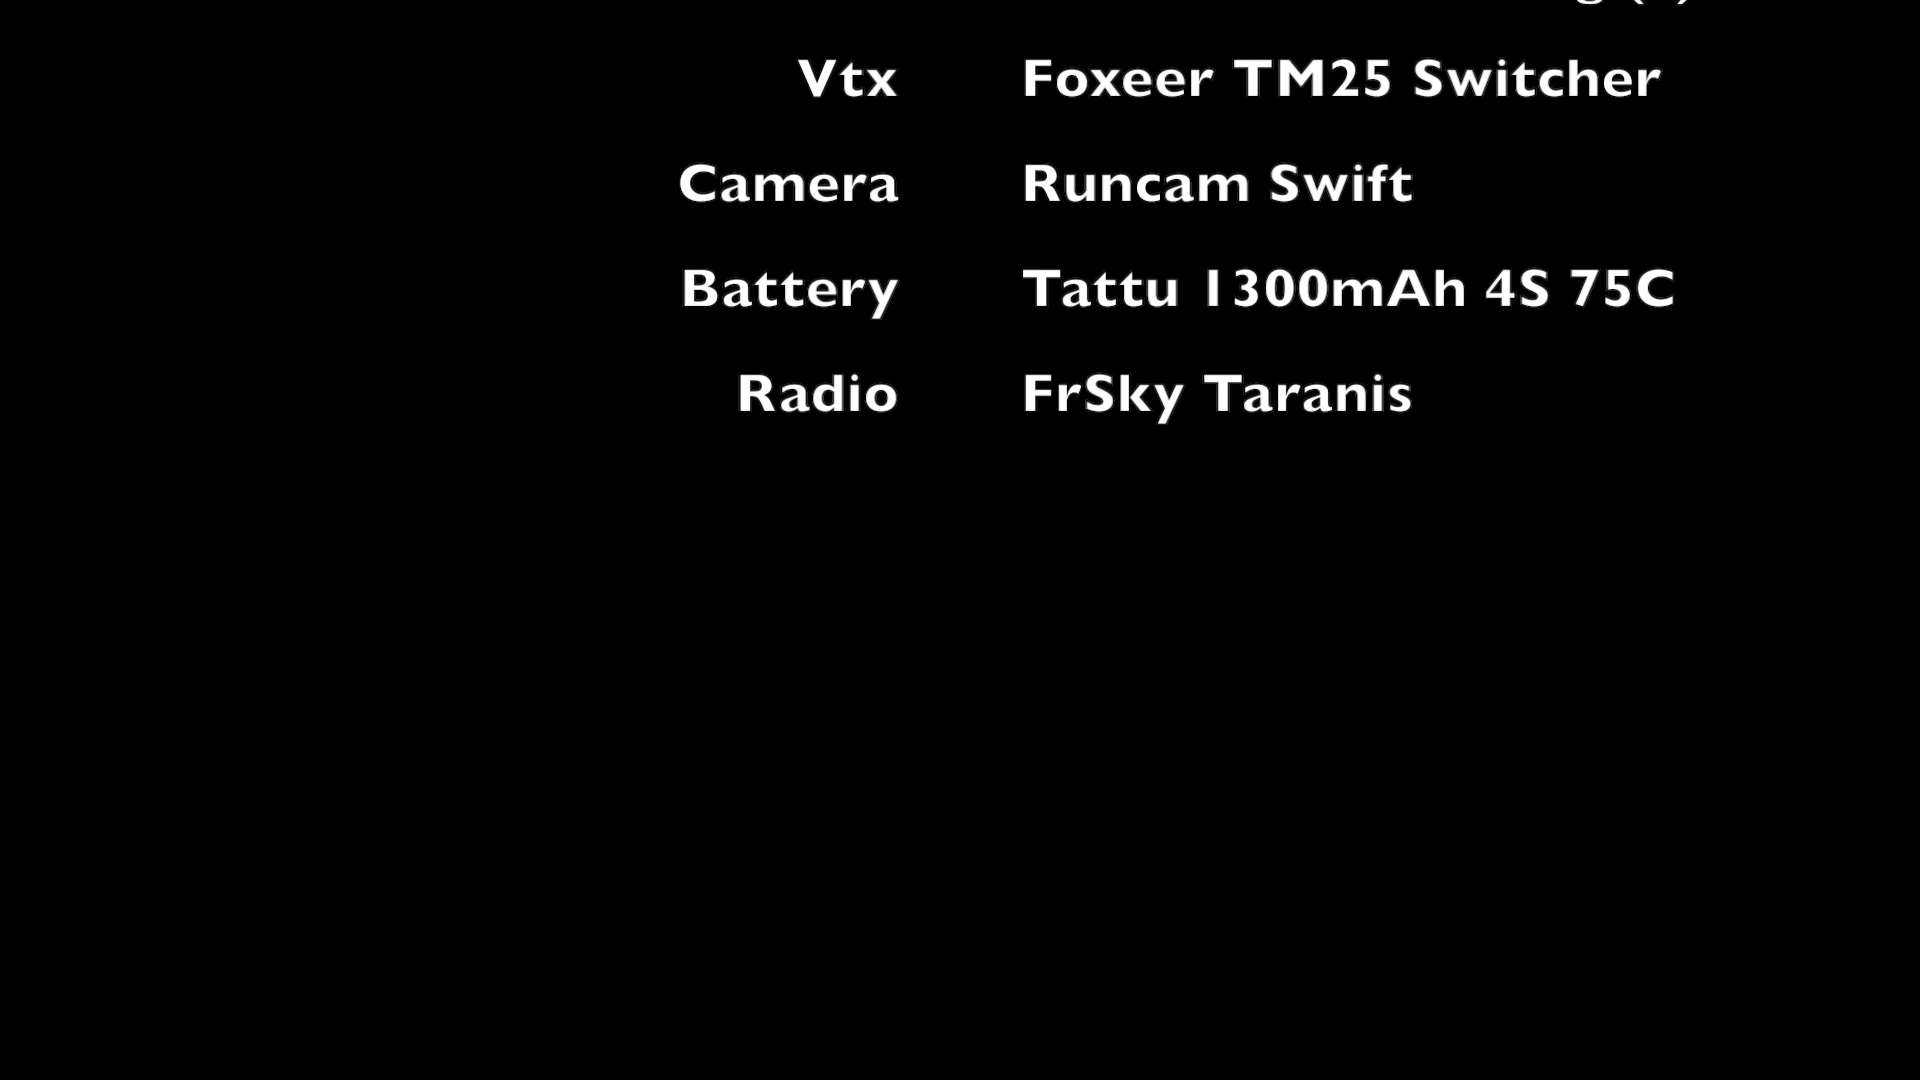 Vtx Foxeer TM25 Switcher
Camera Runcam Swift
Battery Tattu 1300mAh 4S 75C
Radio FrSky Taranis